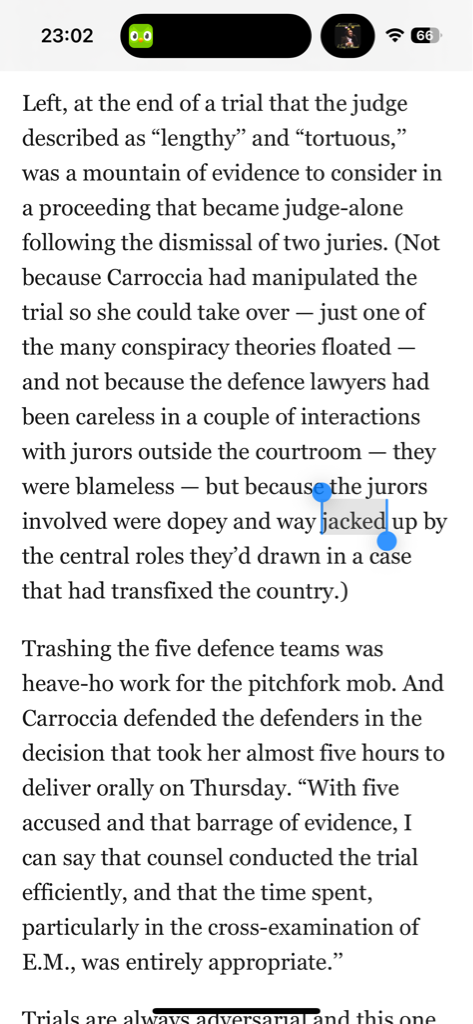 23:02
66
Left, at the end of a trial that the judge
described as “lengthy” and “tortuous,”
was a mountain of evidence to consider in
a proceeding that became judge-alone
following the dismissal of two juries. (Not
because Carroccia had manipulated the
trial so she could take over — just one of
the many conspiracy theories floated —
and not because the defence lawyers had
been careless in a couple of interactions
with jurors outside the courtroom — they
were blameless — but because the jurors
involved were dopey and way jacked up by
the central roles they’d drawn in a case
that had transfixed the country.)
Trashing the five defence teams was
heave-ho work for the pitchfork mob. And
Carroccia defended the defenders in the
decision that took her almost five hours to
deliver orally on Thursday. “With five
accused and that barrage of evidence, I
can say that counsel conducted the trial
efficiently, and that the time spent,
particularly in the cross-examination of
E.M., was entirely appropriate.”
Trials are always adversarial and this one